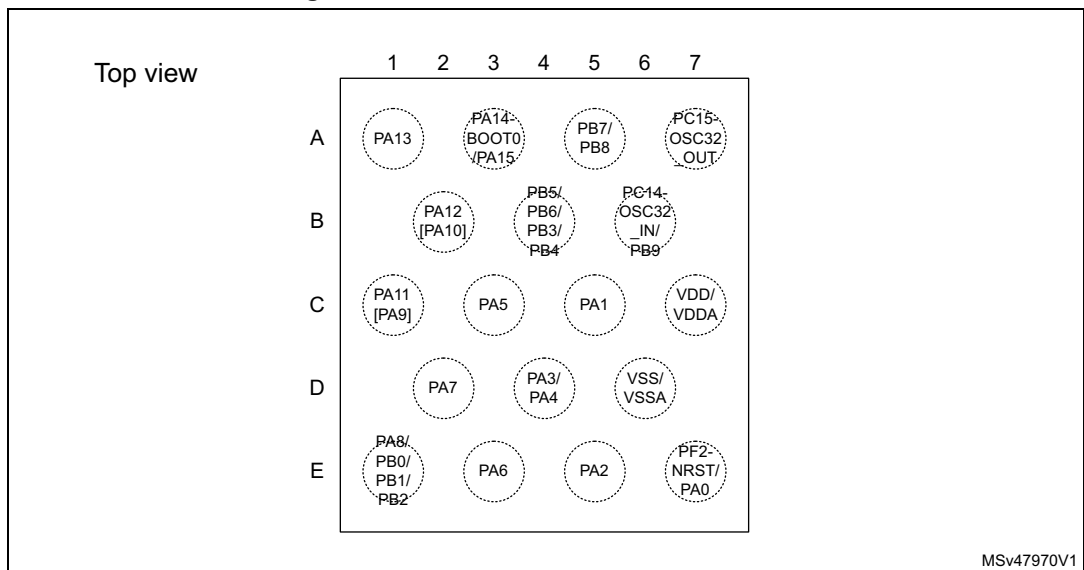 Top view
1 2 3 4 5 6 7
A
PA13
PA14-
BOOT0
/PA15
PB7/
PB8
PC15-
OSC32
_OUT
B
PA12
[PA10]
PB5/
PB6/
PB3/
PB4
PC14-
OSC32
_IN/
PB9
C
PA11
[PA9]
PA5
PA1
VDD/
VDDA
D
PA7
PA3/
PA4
VSS/
VSSA
E
PA8/
PB0/
PB1/
PB2
PA6
PA2
PF2-
NRST/
PA0
MSv47970V1